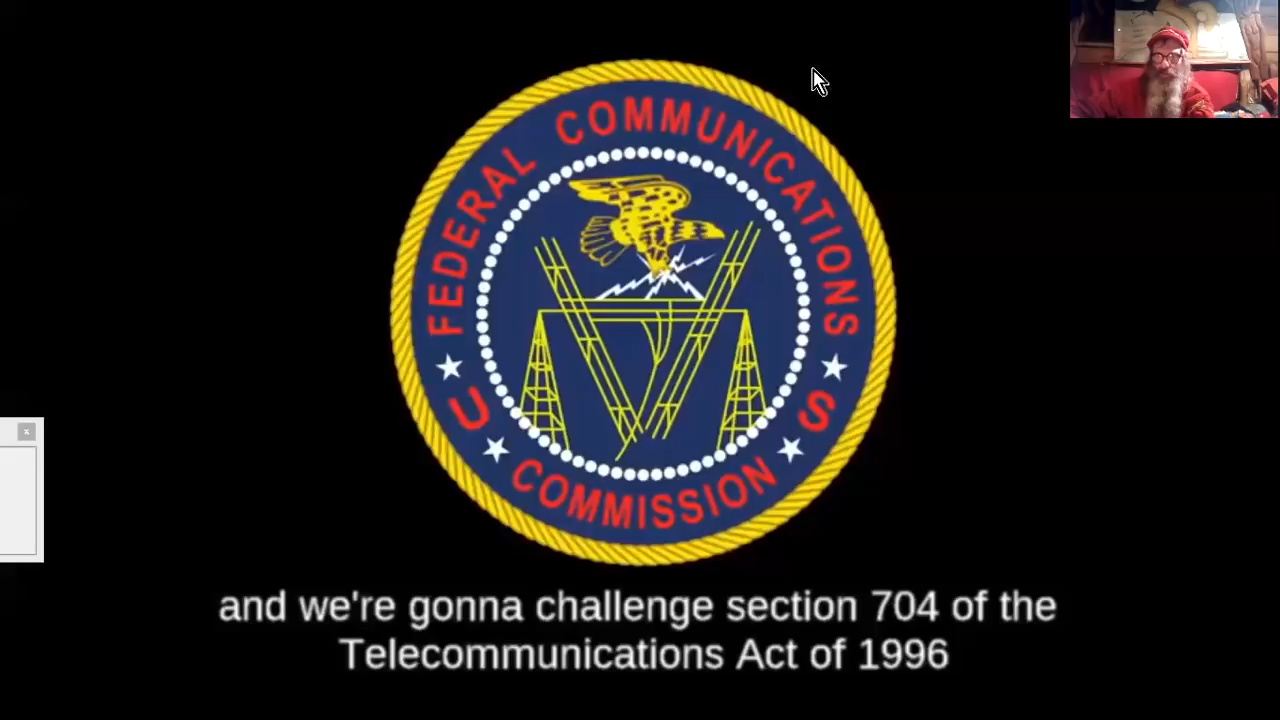 FEDERAL COMMUNICATIONS
U S
COMMISSION
x
and we're gonna challenge section 704 of the
Telecommunications Act of 1996